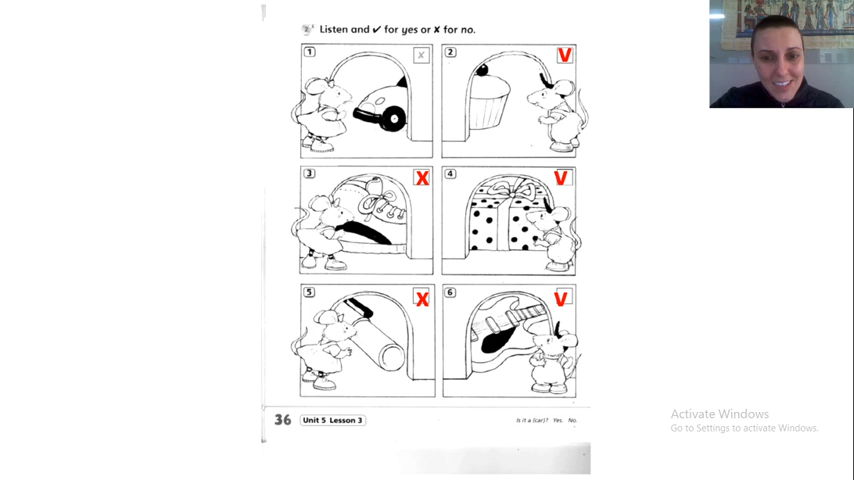 Listen and ✔ for yes or ✘ for no.
1 x
2 V
3 X
4 V
5 X
6 V
36 Unit 5 Lesson 3
Is it a (car)? Yes. No.
Activate Windows
Go to Settings to activate Windows.